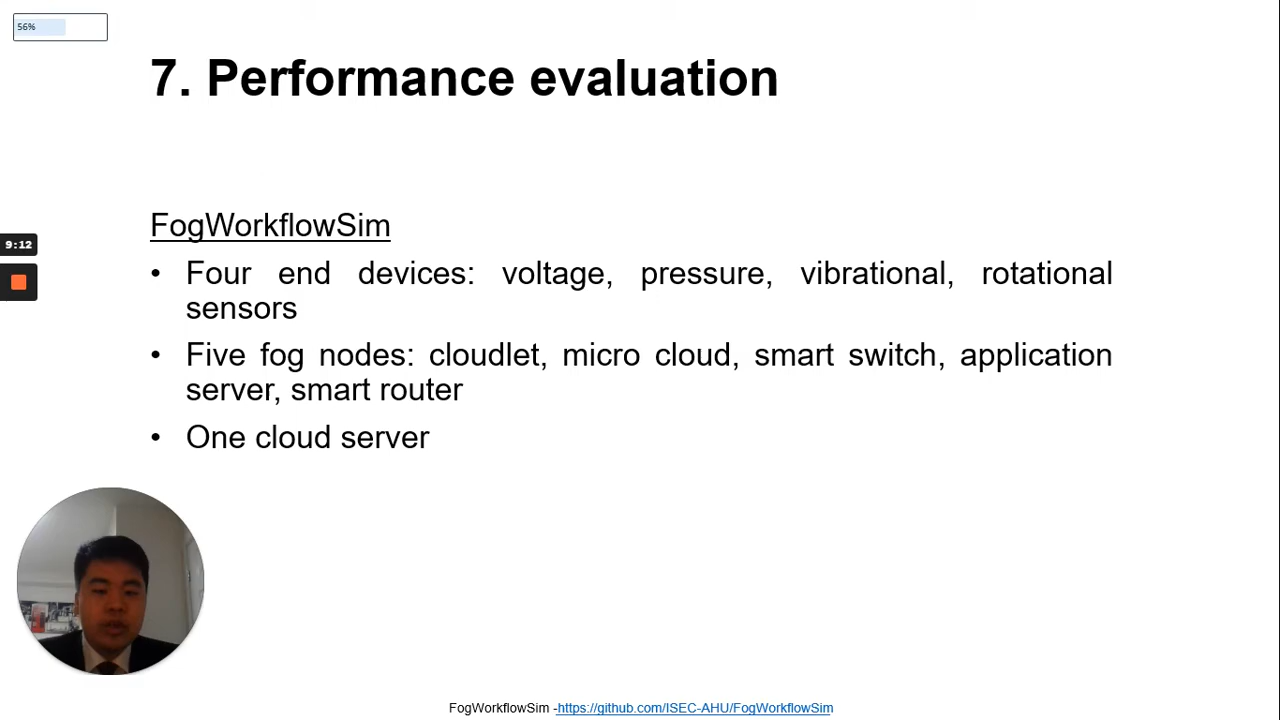 56%
7. Performance evaluation
FogWorkflowSim
9:12
• Four end devices: voltage, pressure, vibrational, rotational
sensors
• Five fog nodes: cloudlet, micro cloud, smart switch, application
server, smart router
• One cloud server
FogWorkflowSim -https://github.com/ISEC-AHU/FogWorkflowSim